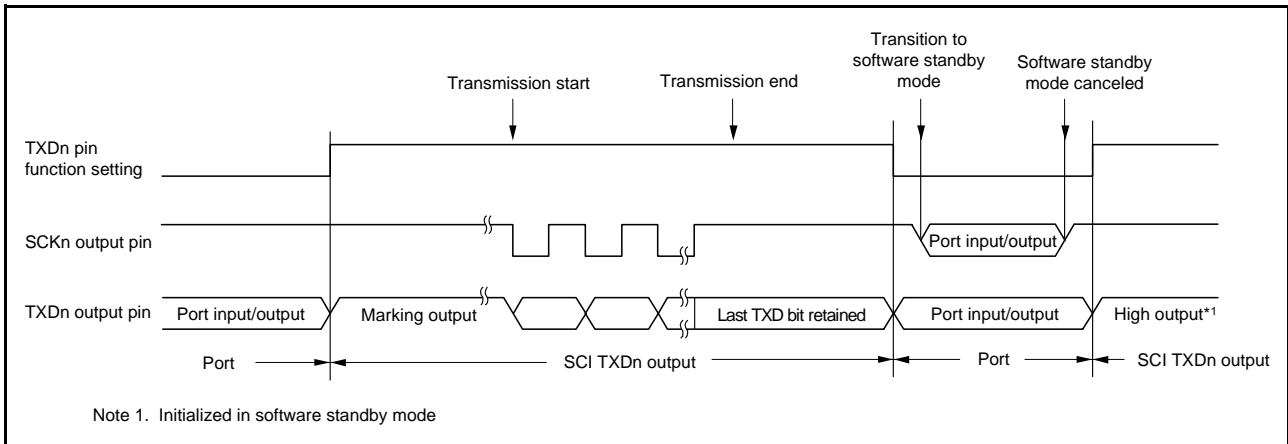 Transition to
software standby
mode
Software standby
mode canceled
Transmission start
Transmission end
TXDn pin
function setting
SCKn output pin
Port input/output
TXDn output pin
Port input/output
Marking output
Last TXD bit retained
Port input/output
High output*1
Port
SCI TXDn output
Port
SCI TXDn output
Note 1. Initialized in software standby mode